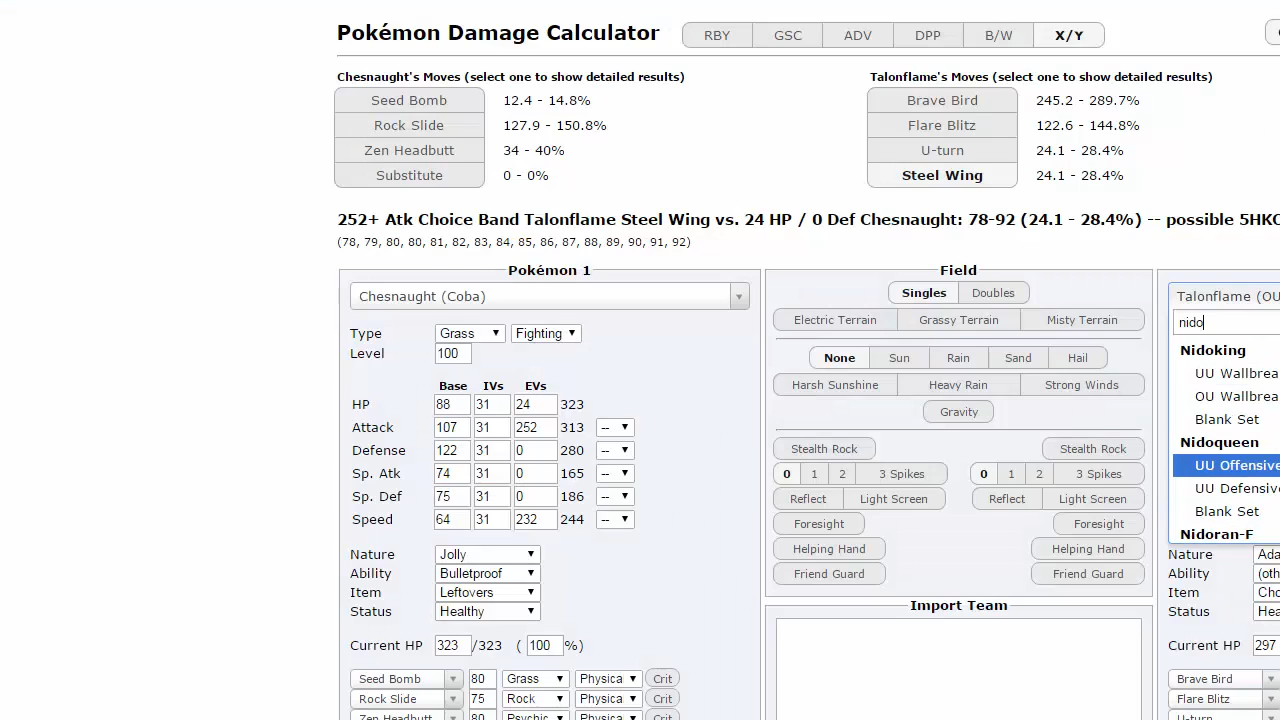 Pokémon Damage Calculator RBY GSC ADV DPP B/W X/Y
Chesnaught's Moves (select one to show detailed results)
Seed Bomb 12.4 - 14.8%
Rock Slide 127.9 - 150.8%
Zen Headbutt 34 - 40%
Substitute 0 - 0%
Talonflame's Moves (select one to show detailed results)
Brave Bird 245.2 - 289.7%
Flare Blitz 122.6 - 144.8%
U-turn 24.1 - 28.4%
Steel Wing 24.1 - 28.4%
252+ Atk Choice Band Talonflame Steel Wing vs. 24 HP / 0 Def Chesnaught: 78-92 (24.1 - 28.4%) -- possible 5HKO
(78, 79, 80, 80, 81, 82, 83, 84, 85, 86, 87, 88, 89, 90, 91, 92)
Pokémon 1
Chesnaught (Coba)
Type Grass Fighting
Level 100
Base IVs EVs
HP 88 31 24 323
Attack 107 31 252 313 --
Defense 122 31 0 280 --
Sp. Atk 74 31 0 165 --
Sp. Def 75 31 0 186 --
Speed 64 31 232 244 --
Nature Jolly
Ability Bulletproof
Item Leftovers
Status Healthy
Current HP 323 /323 ( 100 %)
Seed Bomb 80 Grass Physica Crit
Rock Slide 75 Rock Physica Crit
Zen Headbutt 80 Psychic Physica Crit
Field
Singles Doubles
Electric Terrain Grassy Terrain Misty Terrain
None Sun Rain Sand Hail
Harsh Sunshine Heavy Rain Strong Winds
Gravity
Stealth Rock Stealth Rock
0 1 2 3 Spikes 0 1 2 3 Spikes
Reflect Light Screen Reflect Light Screen
Foresight Foresight
Helping Hand Helping Hand
Friend Guard Friend Guard
Import Team
Talonflame (OU
nido
Nidoking
UU Wallbrea
OU Wallbrea
Blank Set
Nidoqueen
UU Offensive
UU Defensive
Blank Set
Nidoran-F
Nature Ada
Ability (oth
Item Cho
Status Hea
Current HP 297
Brave Bird
Flare Blitz
U-turn